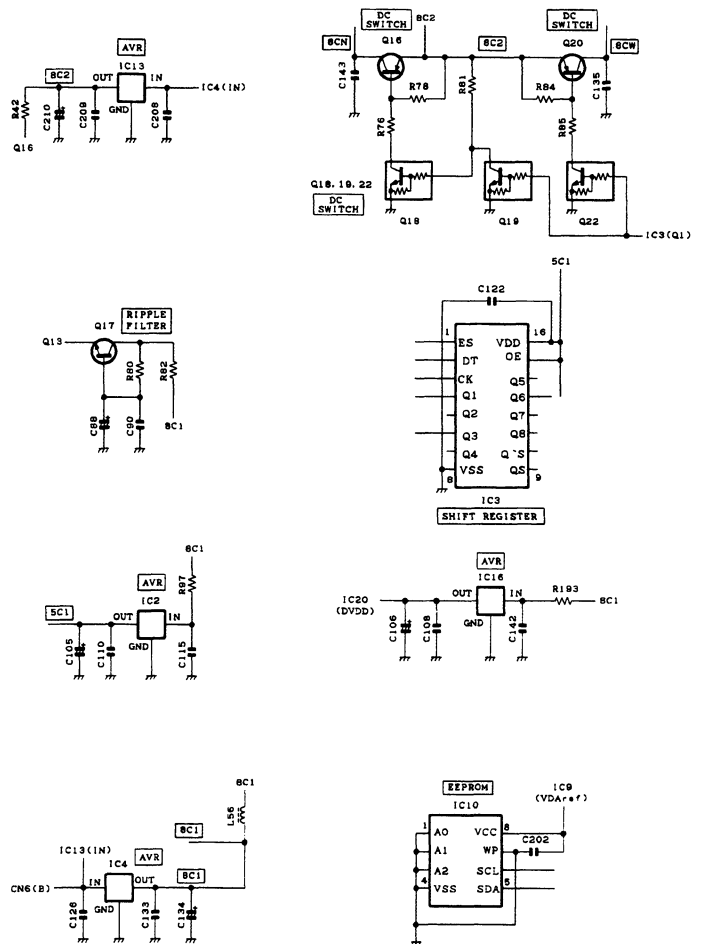 AVR
IC13
8C2
OUT
IN
IC4(IN)
GND
R42
C210
C209
C208
Q16
DC
SWITCH
8CN
Q16
8C2
8C2
DC
SWITCH
Q20
8CW
C143
R78
R81
R84
C135
R76
R85
Q18,19,22
DC
SWITCH
Q18
Q19
Q22
IC3(Q1)
Q17
RIPPLE
FILTER
Q13
R80
R82
C88
C90
8C1
5C1
C122
1
16
ES
VDD
DT
OE
CK
Q5
Q1
Q6
Q2
Q7
Q3
Q8
Q4
Q`S
VSS
QS
8
9
IC3
SHIFT REGISTER
8C1
R97
AVR
IC2
5C1
OUT
IN
GND
C105
C110
C115
AVR
IC16
IC20
(DVDD)
OUT
IN
R193
8C1
GND
C106
C108
C142
8C1
L56
8C1
IC13(IN)
IC4
AVR
CN6(B)
IN
OUT
8C1
GND
C126
C133
C134
EEPROM
IC10
IC9
(VDAref)
1
A0
VCC
8
A1
WP
C202
A2
SCL
4
VSS
SDA
5